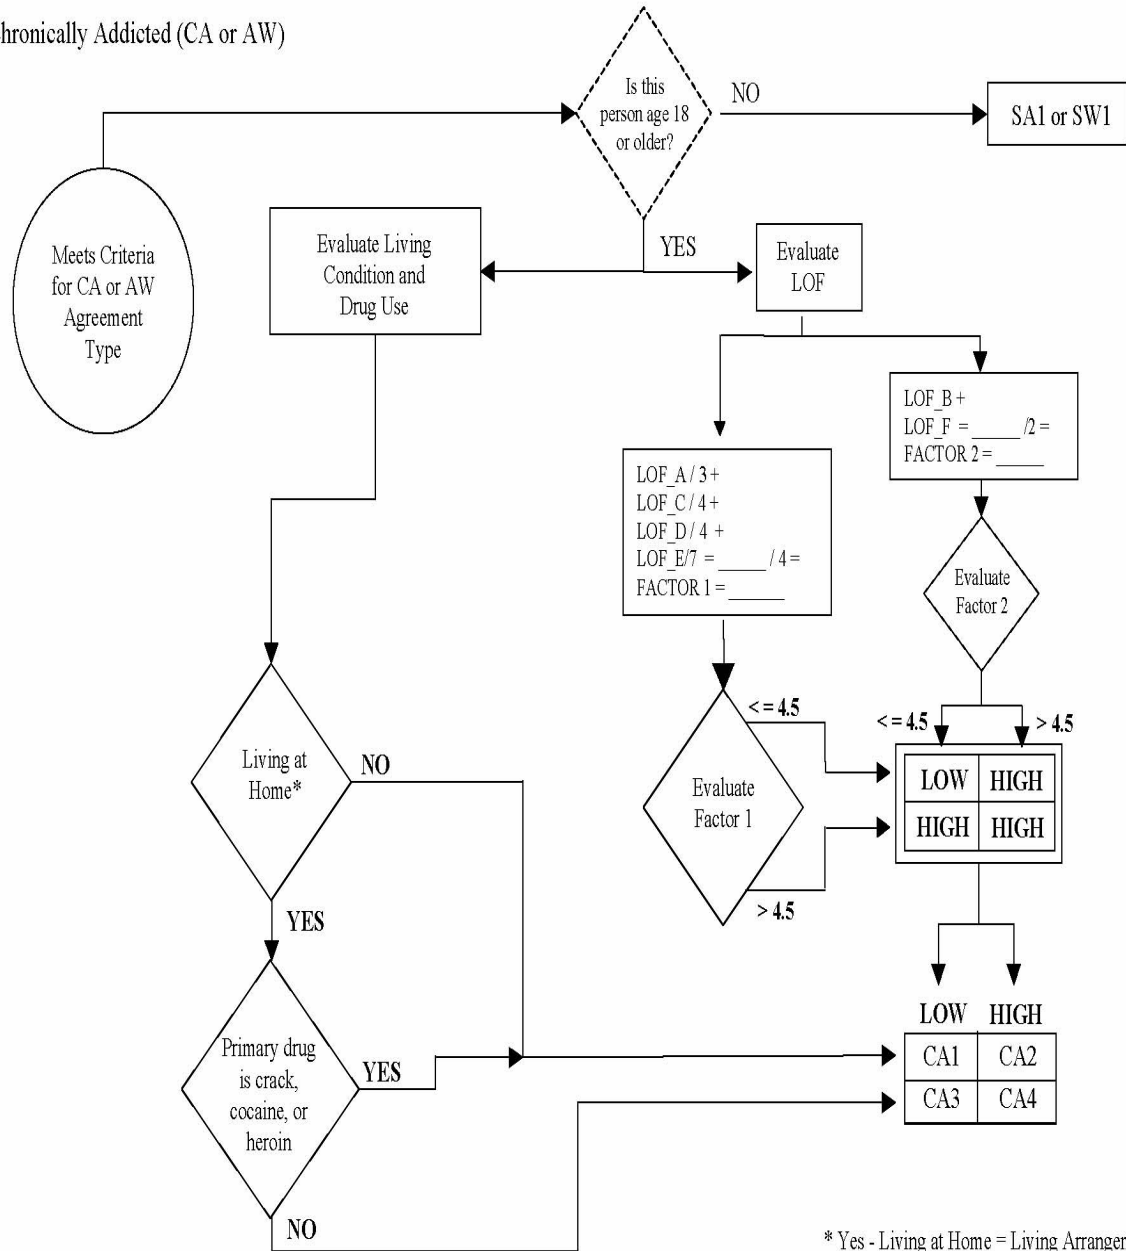 hronically Addicted (CA or AW)
Is this
person age 18
or older?
NO
SA1 or SW1
Meets Criteria
for CA or AW
Agreement
Type
Evaluate Living
Condition and
Drug Use
YES
Evaluate
LOF
LOF_B +
LOF_F = _____ /2 =
FACTOR 2 = _____
LOF_A / 3 +
LOF_C / 4 +
LOF_D / 4 +
LOF_E/7 = _____ / 4 =
FACTOR 1 = ______
Evaluate
Factor 2
<= 4.5
> 4.5
Living at
Home*
NO
YES
Evaluate
Factor 1
< = 4.5
> 4.5
LOW HIGH
HIGH HIGH
Primary drug
is crack,
cocaine, or
heroin
YES
NO
LOW HIGH
CA1 CA2
CA3 CA4
* Yes - Living at Home = Living Arranger